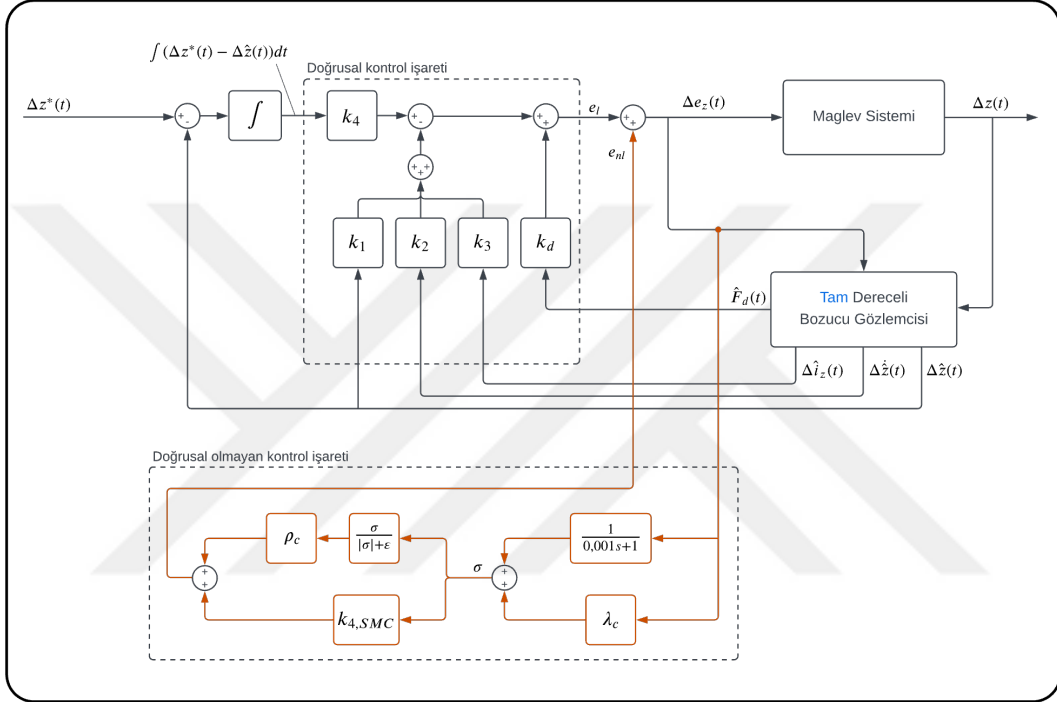 ∫(Δz*(t) − Δẑ(t))dt
Doğrusal kontrol işareti
Δz*(t)
-
+
∫
k₄
+
-
+
+
e_l
+
+
e_nl
Δe_z(t)
Maglev Sistemi
Δz(t)
+ + +
k₁
k₂
k₃
k_d
F̂_d(t)
Tam Dereceli
Bozucu Gözlemcisi
Δî_z(t)
Δż̂(t)
Δẑ(t)
Doğrusal olmayan kontrol işareti
ρ_c
σ/(|σ|+ε)
1/(0,001s+1)
+
+
σ
+
+
k₄,SMC
λ_c